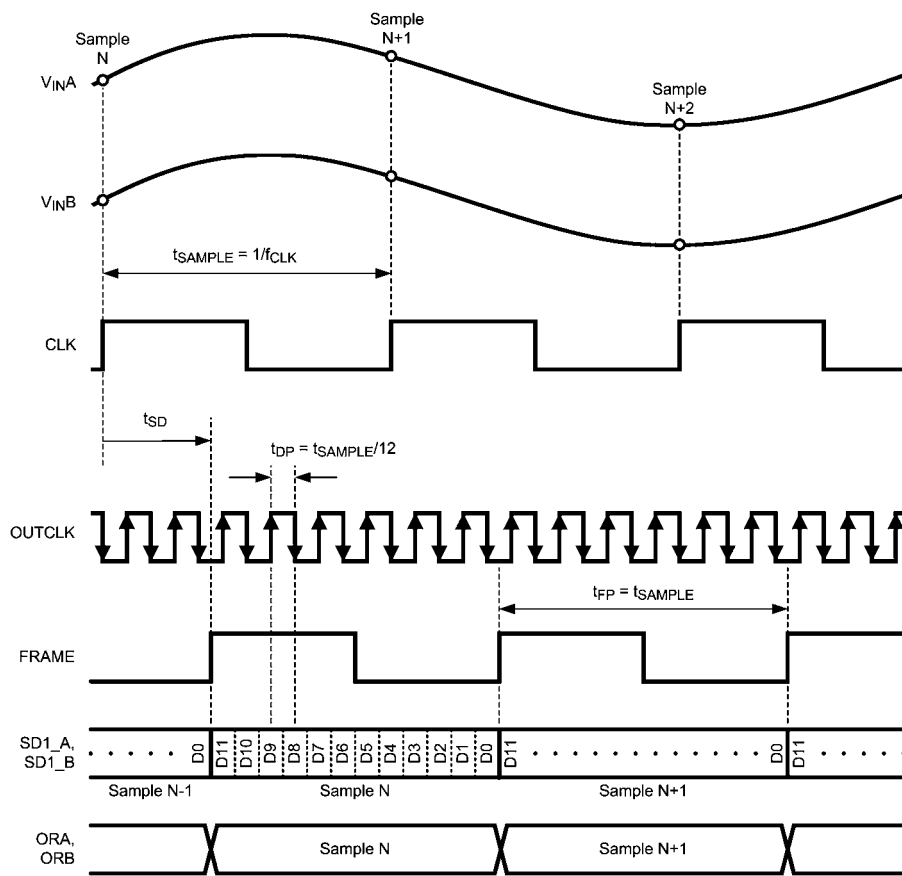 Sample
N
Sample
N+1
Sample
N+2
VINA
VINB
tSAMPLE = 1/fCLK
CLK
tSD
tDP = tSAMPLE/12
OUTCLK
tFP = tSAMPLE
FRAME
SD1_A,
SD1_B
D0
D11
D10
D9
D8
D7
D6
D5
D4
D3
D2
D1
D0
D11
D0
D11
Sample N-1
Sample N
Sample N+1
ORA,
ORB
Sample N
Sample N+1